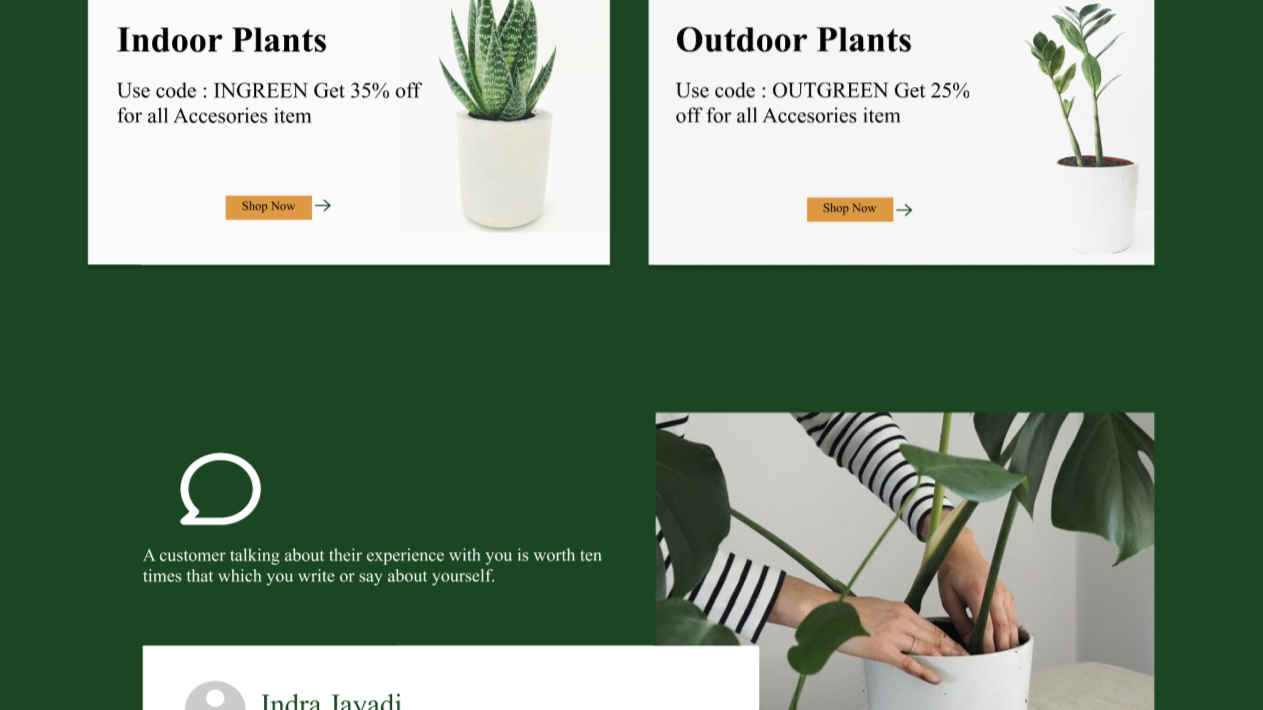 Indoor Plants
Use code : INGREEN Get 35% off
for all Accesories item
Shop Now
Outdoor Plants
Use code : OUTGREEN Get 25%
off for all Accesories item
Shop Now
A customer talking about their experience with you is worth ten
times that which you write or say about yourself.
Indra Jayadi